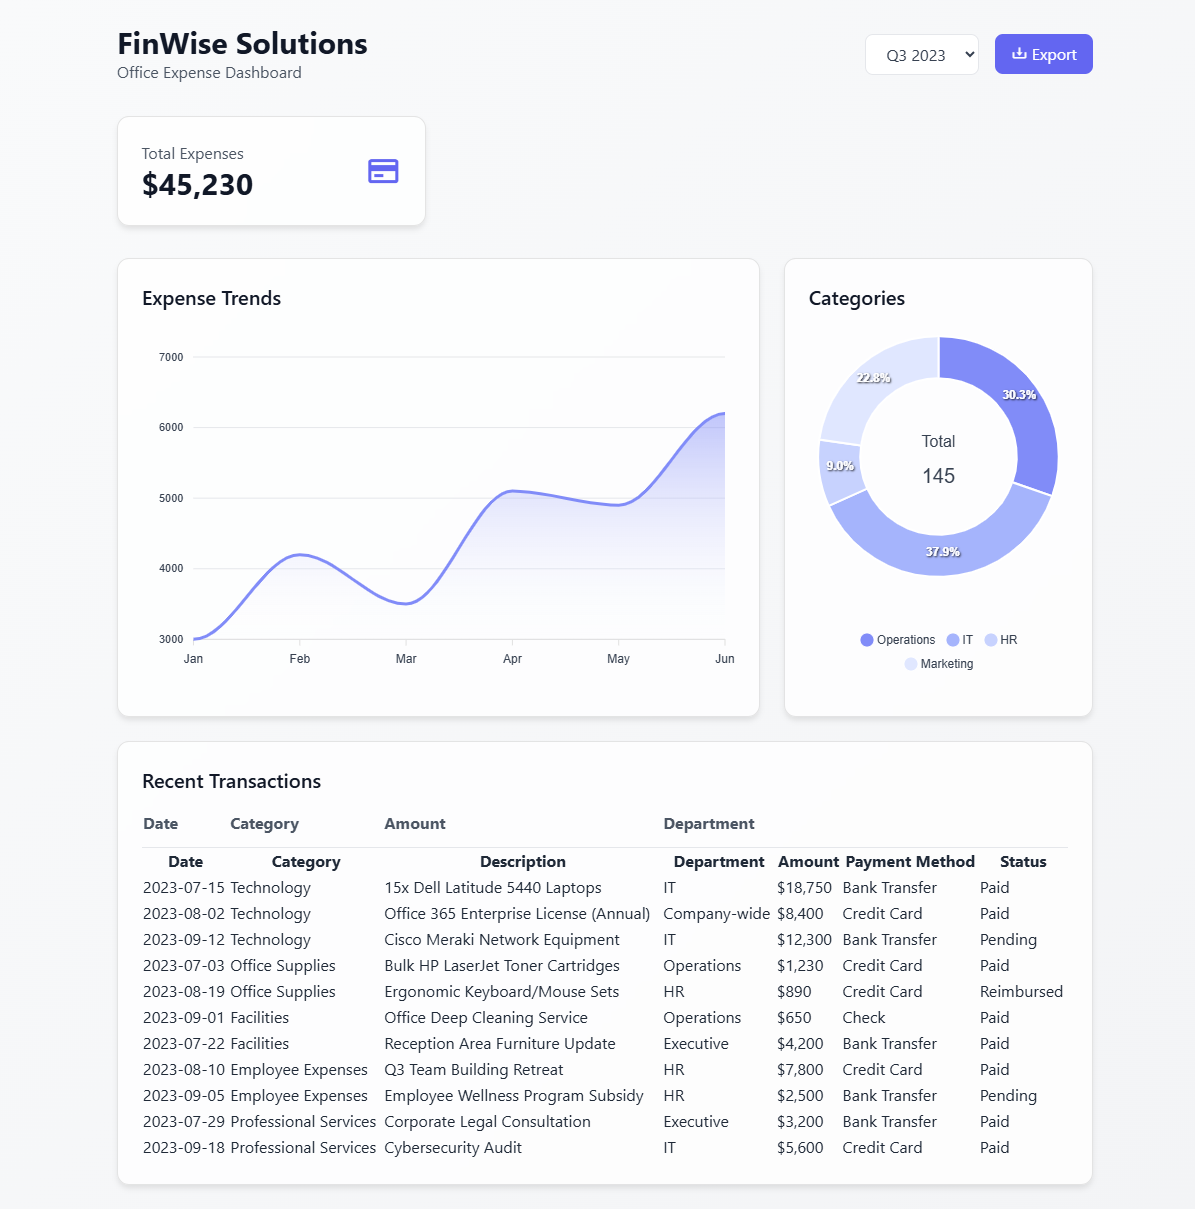 FinWise Solutions
Office Expense Dashboard
Q3 2023
Export
Total Expenses
$45,230
Expense Trends
7000
6000
5000
4000
3000
Jan Feb Mar Apr May Jun
Categories
22.8%
30.3%
9.0%
37.9%
Total
145
Operations IT HR
Marketing
Recent Transactions
Date Category Amount Department
Date Category Description Department Amount Payment Method Status
2023-07-15 Technology 15x Dell Latitude 5440 Laptops IT $18,750 Bank Transfer Paid
2023-08-02 Technology Office 365 Enterprise License (Annual) Company-wide $8,400 Credit Card Paid
2023-09-12 Technology Cisco Meraki Network Equipment IT $12,300 Bank Transfer Pending
2023-07-03 Office Supplies Bulk HP LaserJet Toner Cartridges Operations $1,230 Credit Card Paid
2023-08-19 Office Supplies Ergonomic Keyboard/Mouse Sets HR $890 Credit Card Reimbursed
2023-09-01 Facilities Office Deep Cleaning Service Operations $650 Check Paid
2023-07-22 Facilities Reception Area Furniture Update Executive $4,200 Bank Transfer Paid
2023-08-10 Employee Expenses Q3 Team Building Retreat HR $7,800 Credit Card Paid
2023-09-05 Employee Expenses Employee Wellness Program Subsidy HR $2,500 Bank Transfer Pending
2023-07-29 Professional Services Corporate Legal Consultation Executive $3,200 Bank Transfer Paid
2023-09-18 Professional Services Cybersecurity Audit IT $5,600 Credit Card Paid